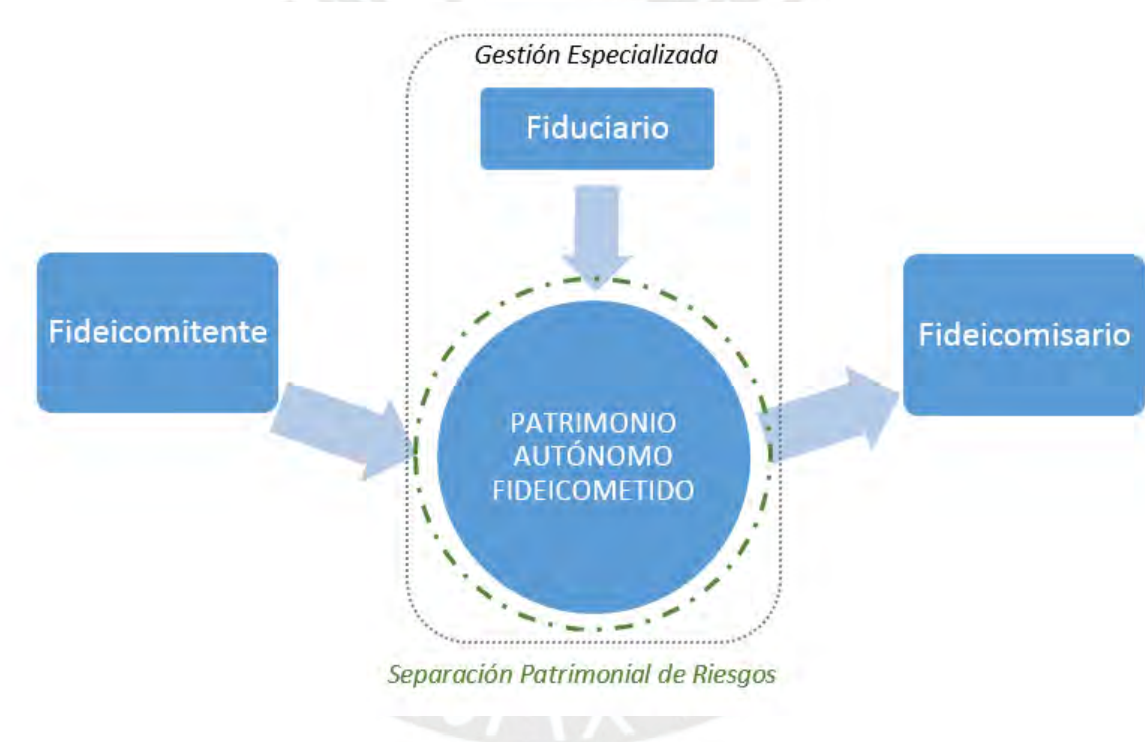 Gestión Especializada
Fiduciario
Fideicomitente
Fideicomisario
PATRIMONIO
AUTÓNOMO
FIDEICOMETIDO
Separación Patrimonial de Riesgos